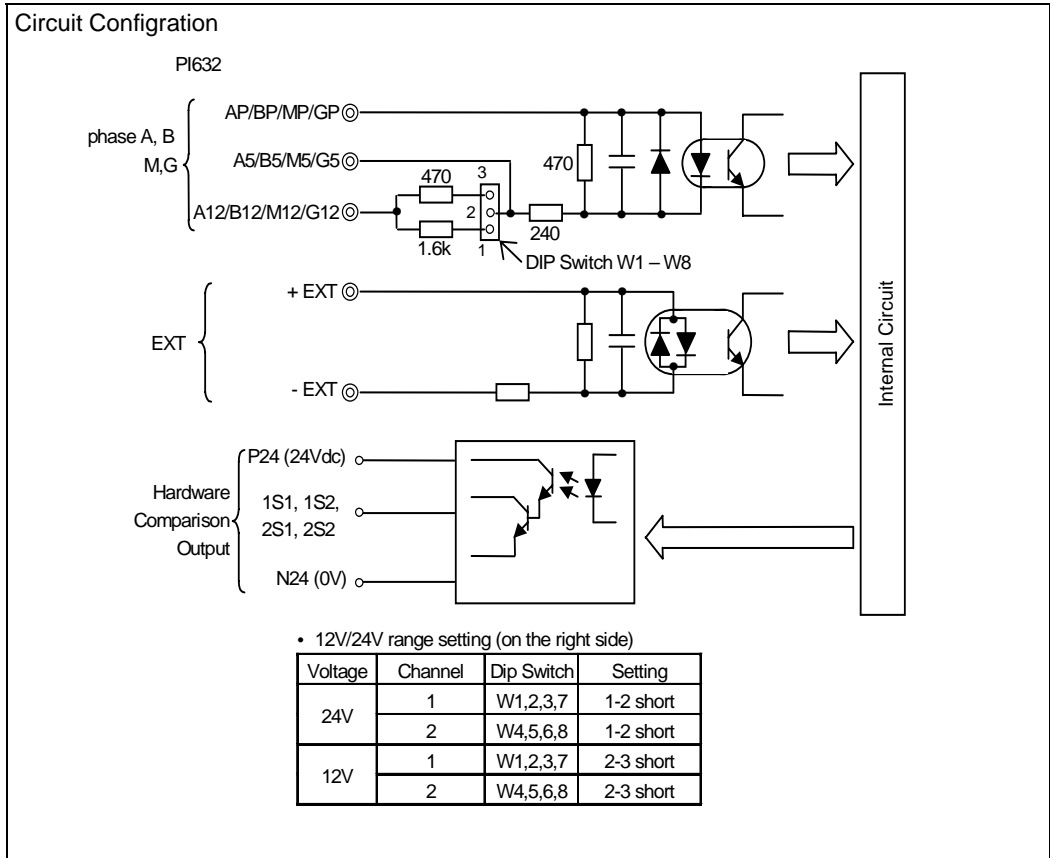 Circuit Configration
PI632
phase A, B
M,G
AP/BP/MP/GP
A5/B5/M5/G5
A12/B12/M12/G12
470
1.6k
3
2
1
240
470
DIP Switch W1 – W8
EXT
+ EXT
- EXT
Internal Circuit
Hardware
Comparison
Output
P24 (24Vdc)
1S1, 1S2,
2S1, 2S2
N24 (0V)
• 12V/24V range setting (on the right side)
Voltage Channel Dip Switch Setting
24V 1 W1,2,3,7 1-2 short
2 W4,5,6,8 1-2 short
12V 1 W1,2,3,7 2-3 short
2 W4,5,6,8 2-3 short